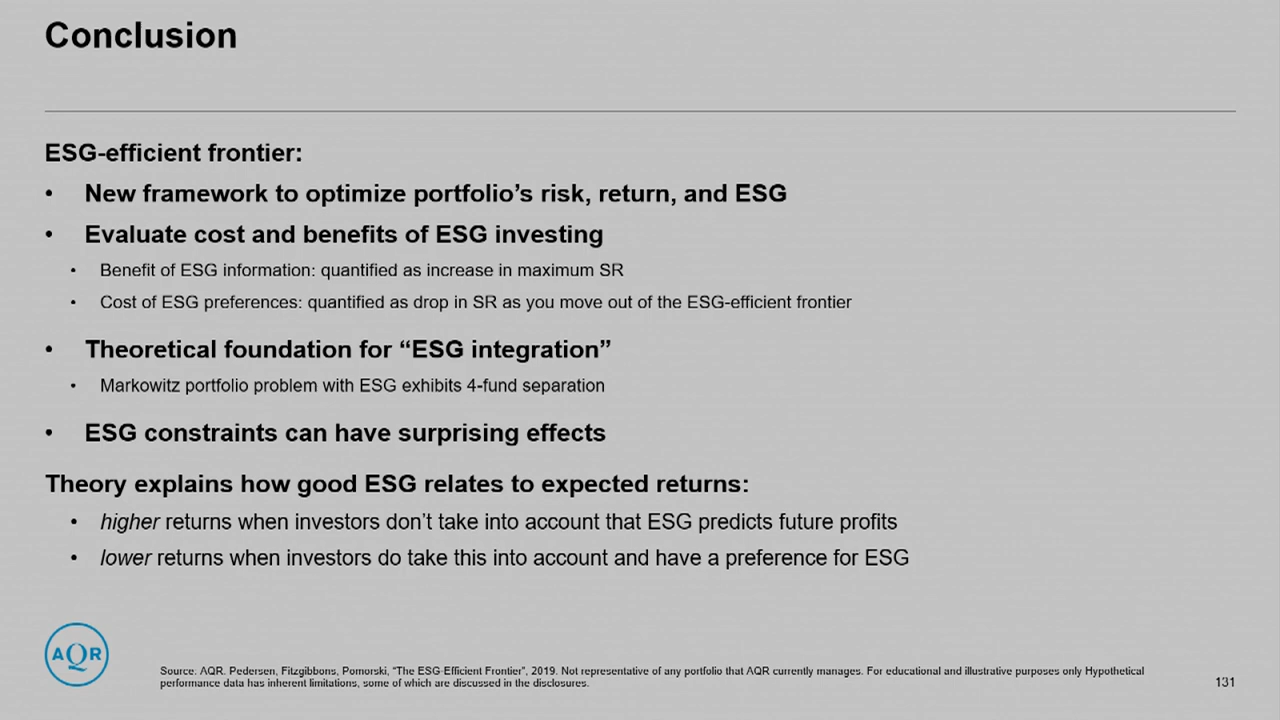 Conclusion
ESG-efficient frontier:
• New framework to optimize portfolio’s risk, return, and ESG
• Evaluate cost and benefits of ESG investing
• Benefit of ESG information: quantified as increase in maximum SR
• Cost of ESG preferences: quantified as drop in SR as you move out of the ESG-efficient frontier
• Theoretical foundation for “ESG integration”
• Markowitz portfolio problem with ESG exhibits 4-fund separation
• ESG constraints can have surprising effects
Theory explains how good ESG relates to expected returns:
• higher returns when investors don’t take into account that ESG predicts future profits
• lower returns when investors do take this into account and have a preference for ESG
AQR
Source. AQR. Pedersen, Fitzgibbons, Pomorski, “The ESG-Efficient Frontier”, 2019. Not representative of any portfolio that AQR currently manages. For educational and illustrative purposes only Hypothetical
performance data has inherent limitations, some of which are discussed in the disclosures.
131